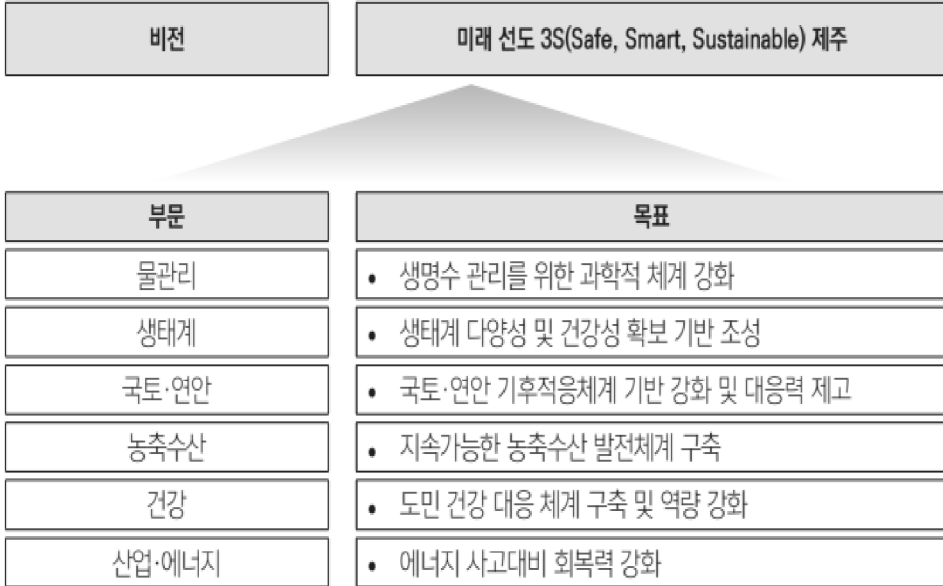 비전 미래 선도 3S(Safe, Smart, Sustainable) 제주
부문 목표
물관리 • 생명수 관리를 위한 과학적 체계 강화
생태계 • 생태계 다양성 및 건강성 확보 기반 조성
국토·연안 • 국토·연안 기후적응체계 기반 강화 및 대응력 제고
농축수산 • 지속가능한 농축수산 발전체계 구축
건강 • 도민 건강 대응 체계 구축 및 역량 강화
산업·에너지 • 에너지 사고대비 회복력 강화